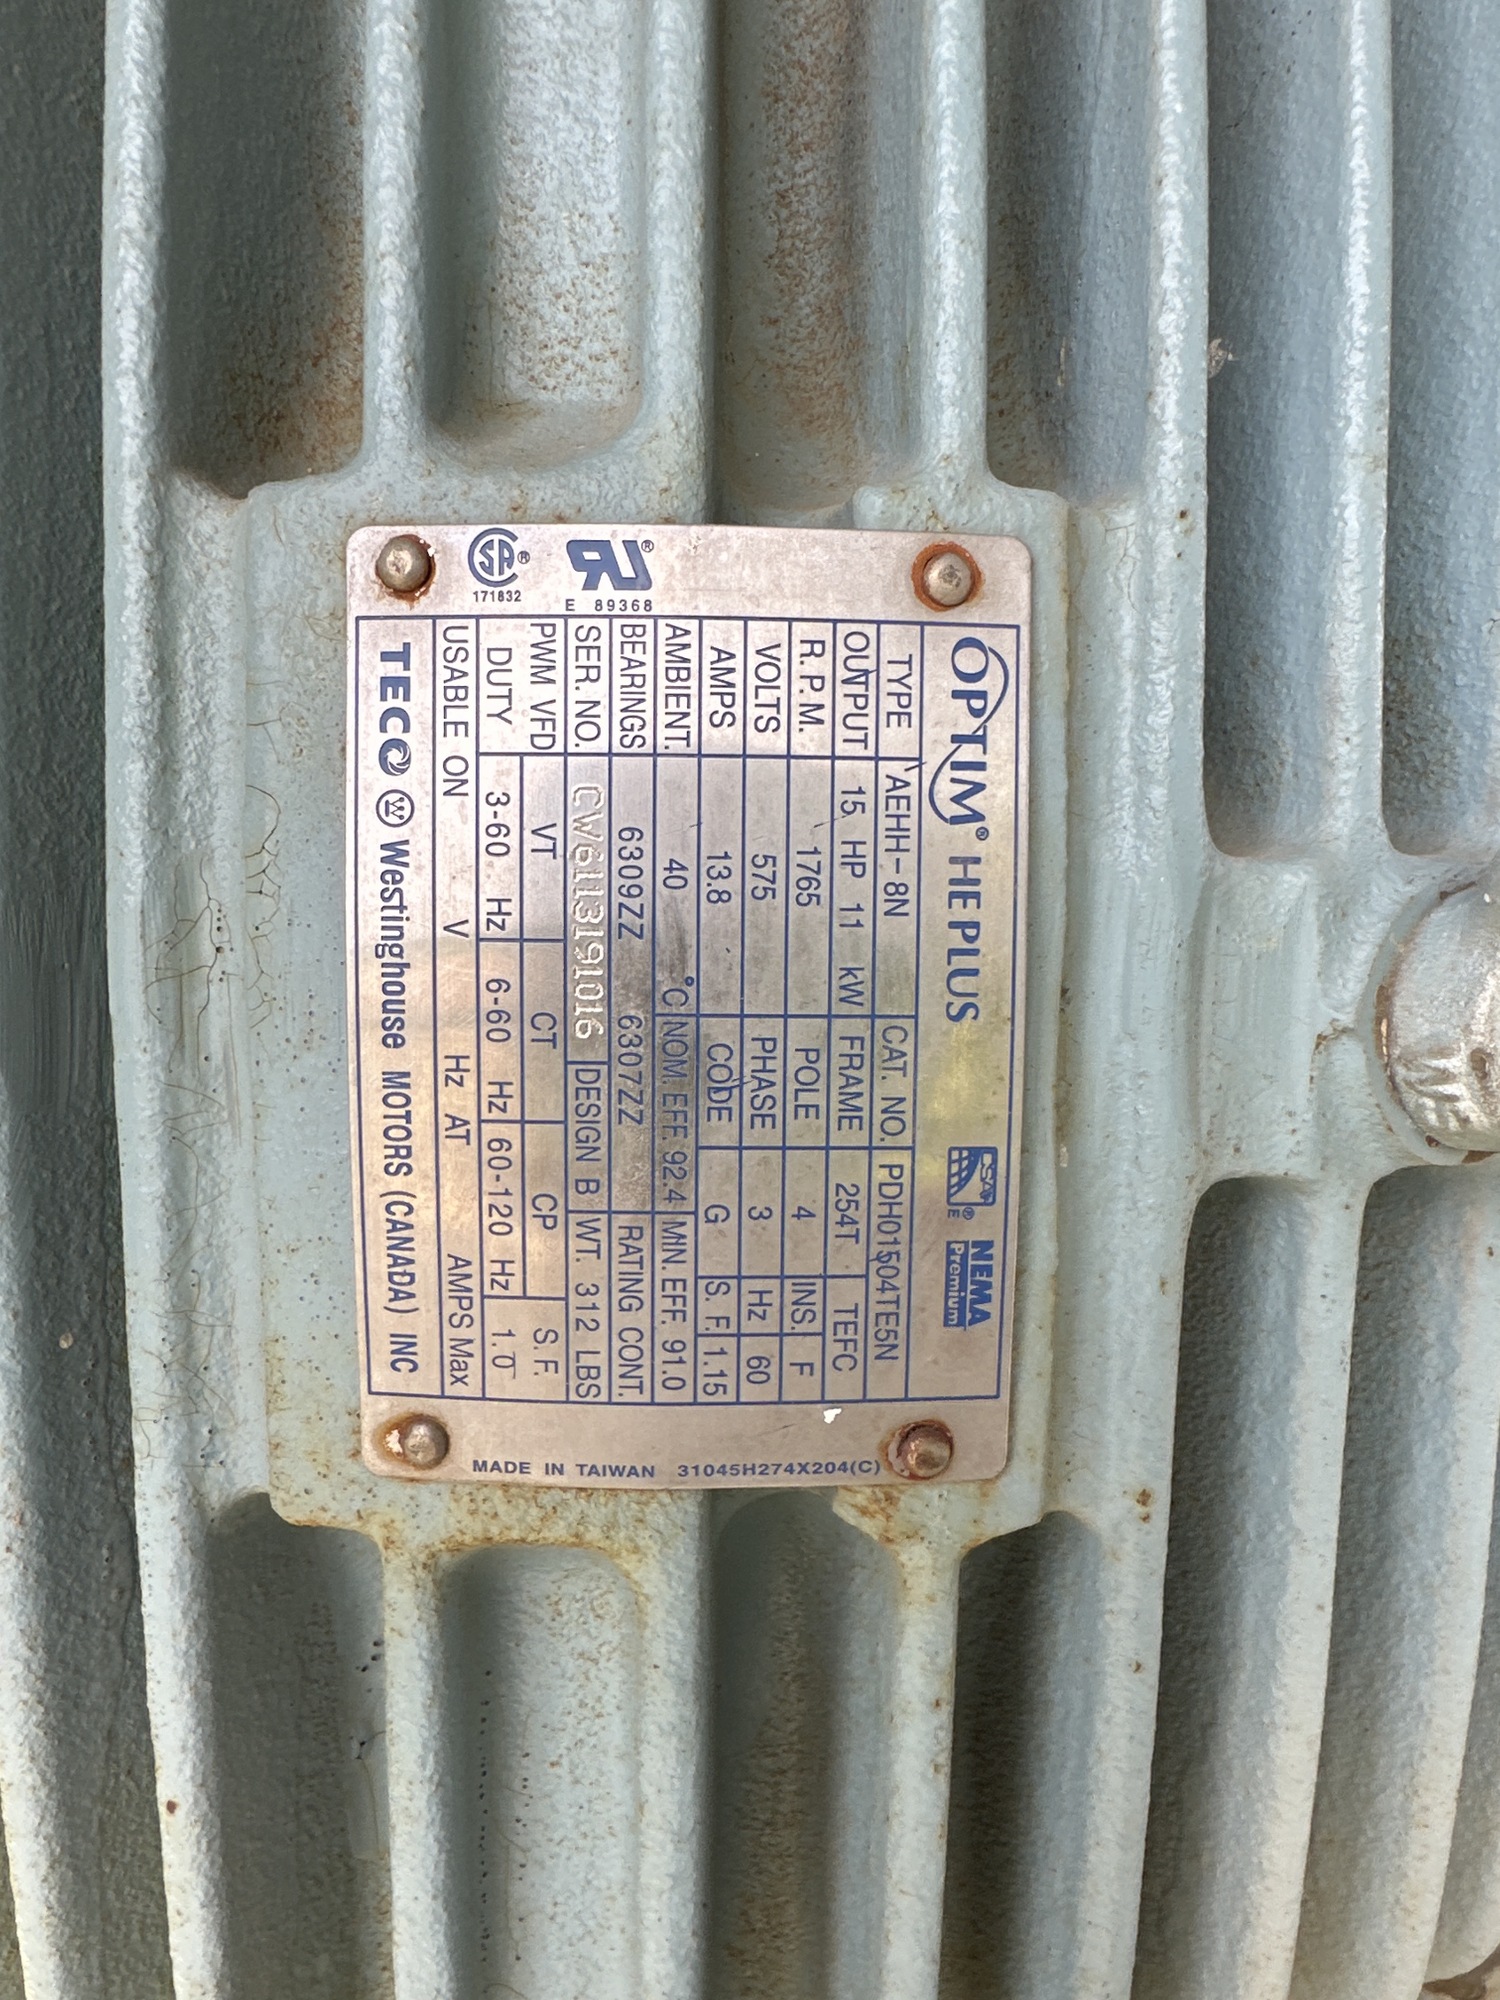 OPTIM® HE PLUS CSA E ® NEMA Premium
TYPE AEHH-8N CAT. NO. PDH01504TE5N
OUTPUT 15 HP 11 kW FRAME 254T TEFC
R.P.M. 1765 POLE 4 INS. F
VOLTS 575 PHASE 3 Hz 60
AMPS 13.8 CODE G S.F. 1.15
AMBIENT. 40 °C NOM. EFF. 92.4 MIN. EFF. 91.0
BEARINGS 6309ZZ 6307ZZ RATING CONT.
SER. NO. CW6113191016 DESIGN B WT. 312 LBS
PWM VFD VT CT CP S.F.
DUTY 3-60 Hz 6-60 Hz 60-120 Hz 1.0
USABLE ON V Hz AT AMPS Max
TECO Westinghouse MOTORS (CANADA) INC
®
E 89368
®
171832
MADE IN TAIWAN 31045H274X204(C)